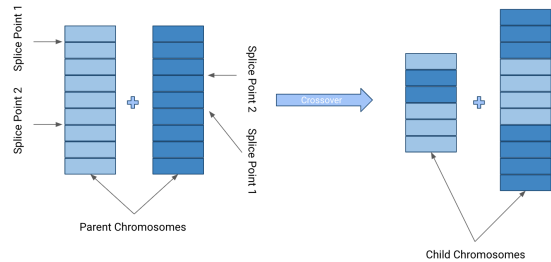 Splice Point 1
Splice Point 2
Splice Point 2
Splice Point 1
Crossover
Parent Chromosomes
Child Chromosomes